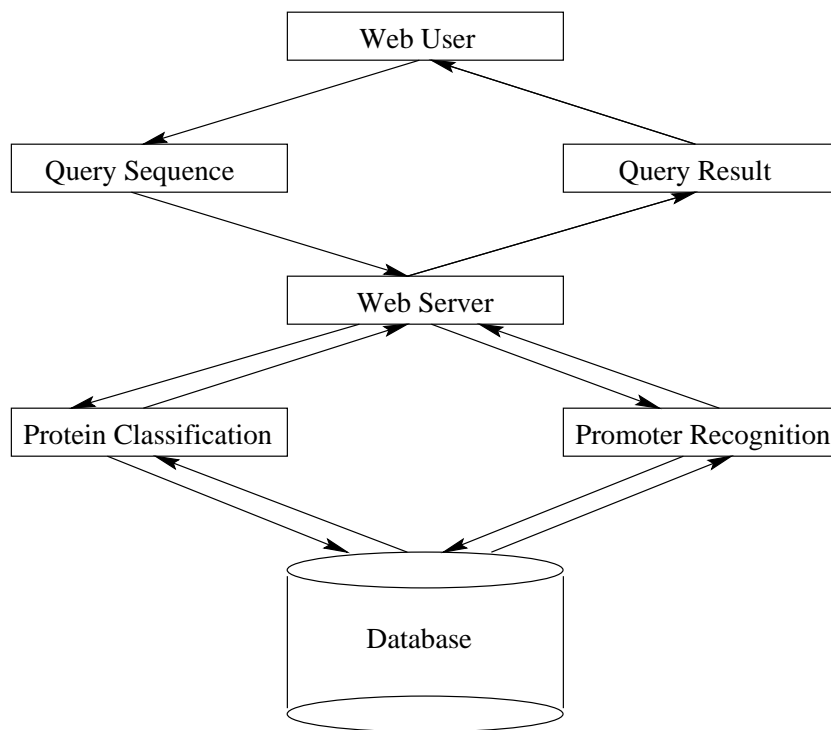 Web User
Query Sequence
Query Result
Web Server
Protein Classification
Promoter Recognition
Database